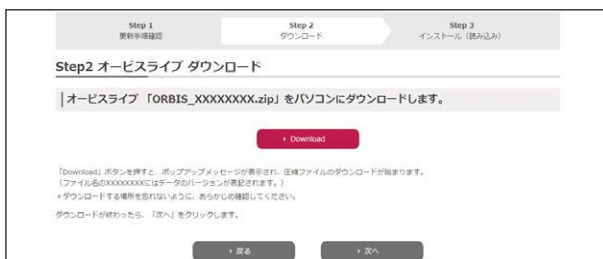 Step 1
更新手順確認
Step 2
ダウンロード
Step 3
インストール（読み込み）
Step2 オービスライブ ダウンロード
オービスライブ 「ORBIS_XXXXXXXX.zip」をパソコンにダウンロードします。
› Download
「Download」ボタンを押すと、ポップアップメッセージが表示され、圧縮ファイルのダウンロードが始まります。
（ファイル名のXXXXXXXXにはデータのバージョンが表記されます。）
＊ダウンロードする場所を忘れないように、あらかじめ確認してください。
ダウンロードが終わったら、「次へ」をクリックします。
› 戻る
› 次へ